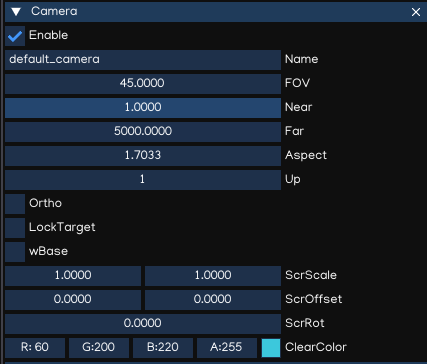 Camera
Enable
default_camera Name
45.0000 FOV
1.0000 Near
5000.0000 Far
1.7033 Aspect
1 Up
Ortho
LockTarget
wBase
1.0000 1.0000 ScrScale
0.0000 0.0000 ScrOffset
0.0000 ScrRot
R: 60 G:200 B:220 A:255 ClearColor